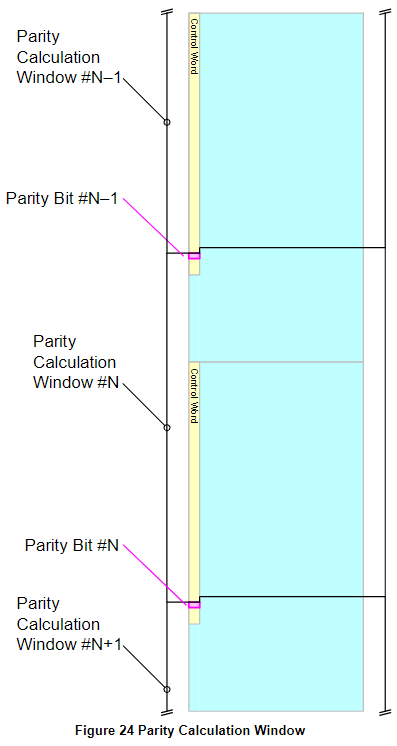 Parity
Calculation
Window #N–1
Control Word
Parity Bit #N–1
Parity
Calculation
Window #N
Control Word
Parity Bit #N
Parity
Calculation
Window #N+1
Figure 24 Parity Calculation Window